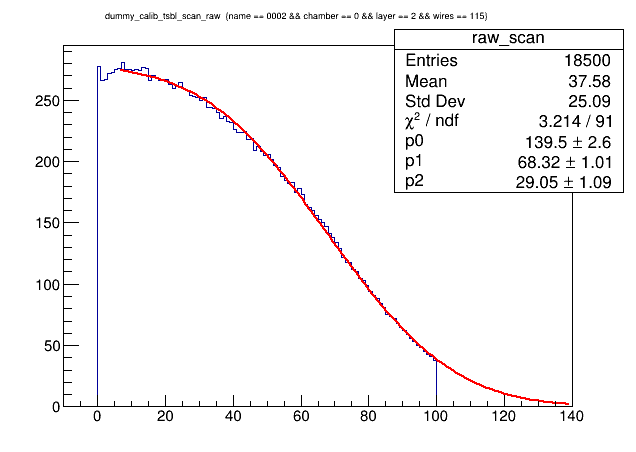 dummy_calib_tsbl_scan_raw (name == 0002 && chamber == 0 && layer == 2 && wires == 115)
raw_scan
Entries 18500
Mean 37.58
Std Dev 25.09
χ² / ndf 3.214 / 91
p0 139.5 ± 2.6
p1 68.32 ± 1.01
p2 29.05 ± 1.09
250
200
150
100
50
0
0 20 40 60 80 100 120 140